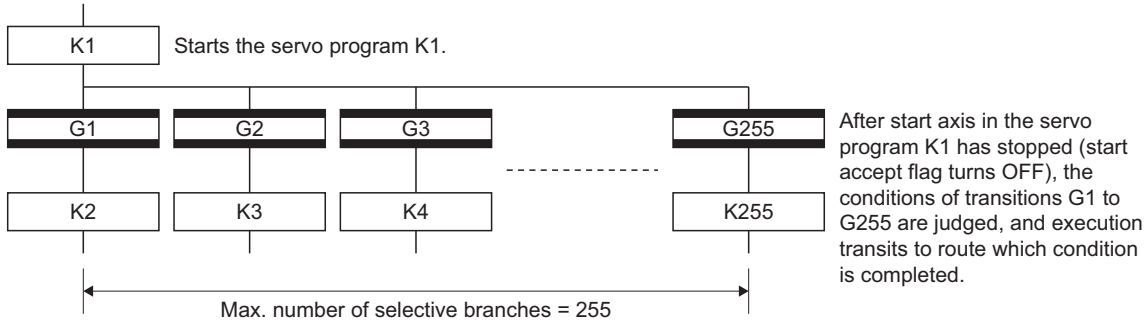 K1
Starts the servo program K1.
G1
G2
G3
G255
K2
K3
K4
K255
After start axis in the servo
program K1 has stopped (start
accept flag turns OFF), the
conditions of transitions G1 to
G255 are judged, and execution
transits to route which condition
is completed.
Max. number of selective branches = 255